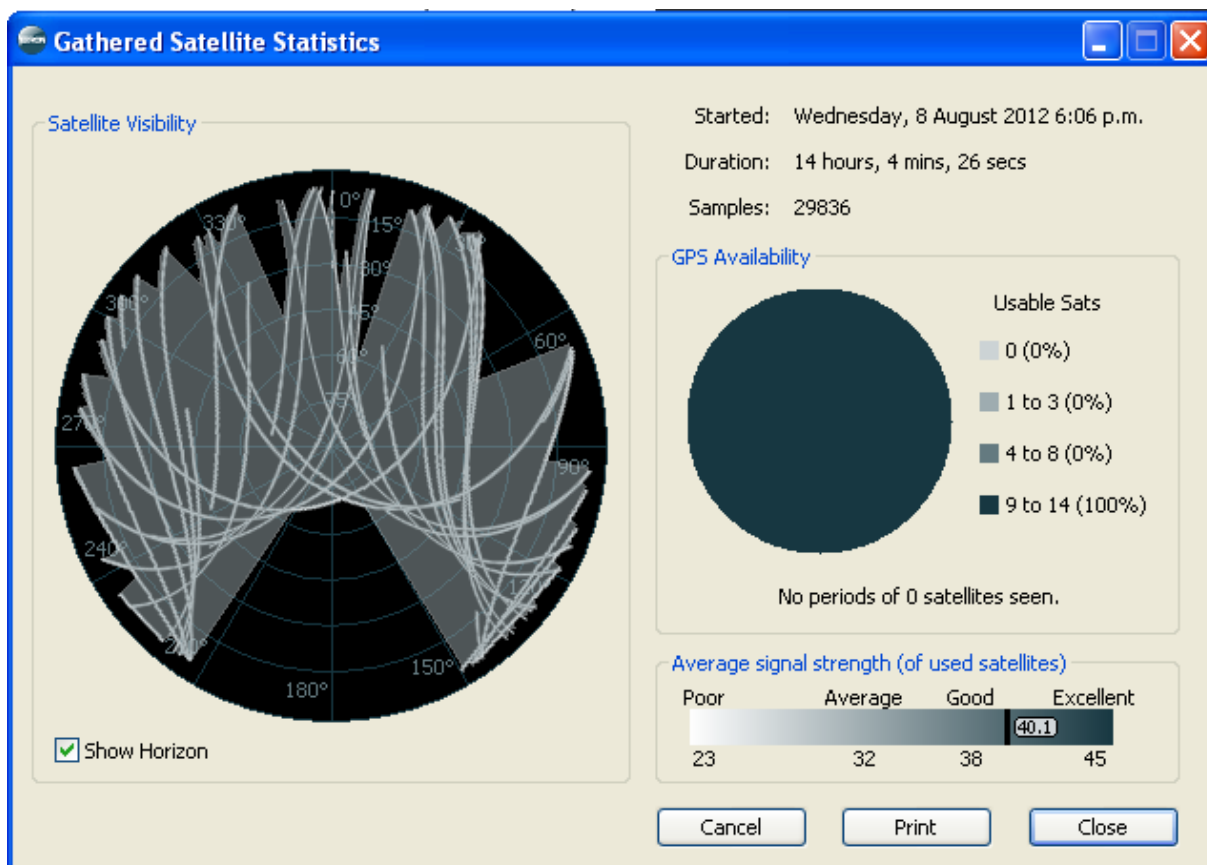 Gathered Satellite Statistics
Satellite Visibility
Started: Wednesday, 8 August 2012 6:06 p.m.
Duration: 14 hours, 4 mins, 26 secs
Samples: 29836
GPS Availability
Usable Sats
0 (0%)
1 to 3 (0%)
4 to 8 (0%)
9 to 14 (100%)
No periods of 0 satellites seen.
0°
15°
30°
45°
60°
75°
330°
300°
270°
240°
60°
90°
150°
180°
Show Horizon
Average signal strength (of used satellites)
Poor Average Good Excellent
40.1
23 32 38 45
Cancel Print Close